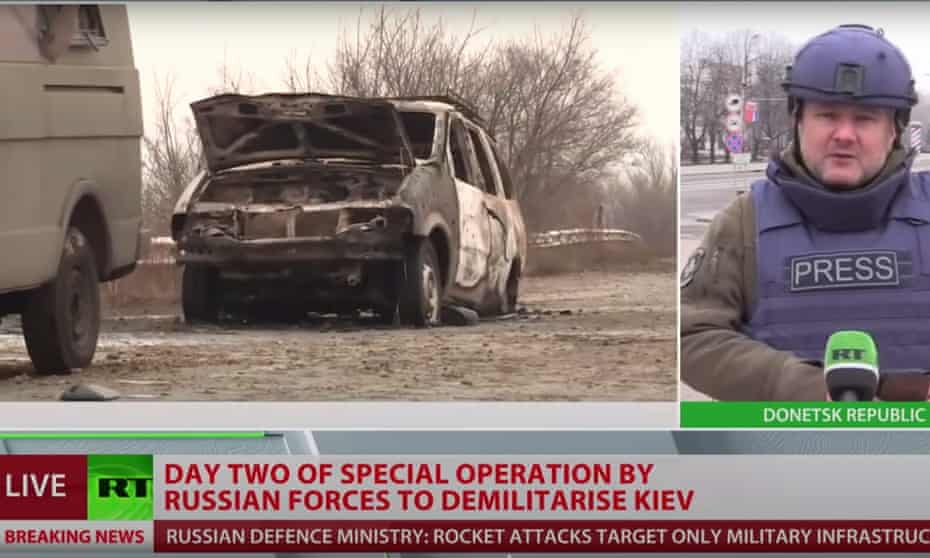 PRESS
RT
DONETSK REPUBLIC
LIVE RT
DAY TWO OF SPECIAL OPERATION BY
RUSSIAN FORCES TO DEMILITARISE KIEV
BREAKING NEWS
RUSSIAN DEFENCE MINISTRY: ROCKET ATTACKS TARGET ONLY MILITARY INFRASTRUC